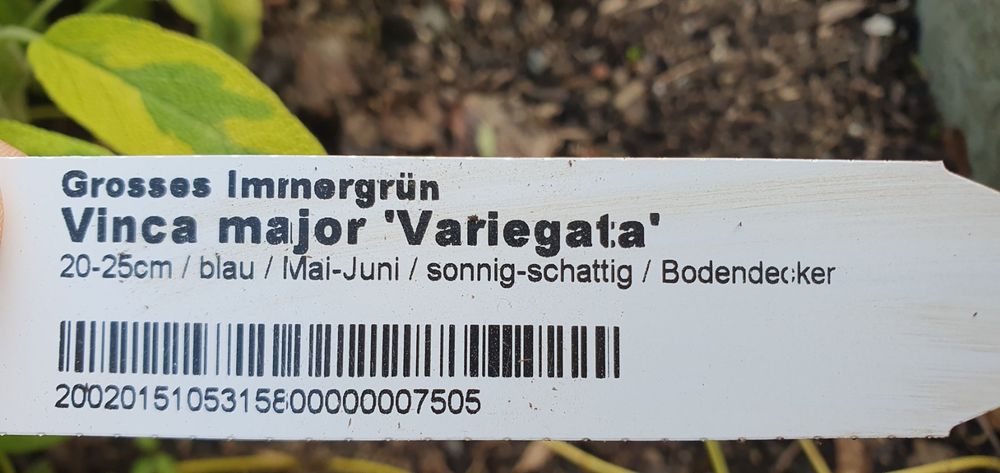 Grosses Immergrün
Vinca major 'Variegata'
20-25cm / blau / Mai-Juni / sonnig-schattig / Bodendecker
2002015105315800000007505